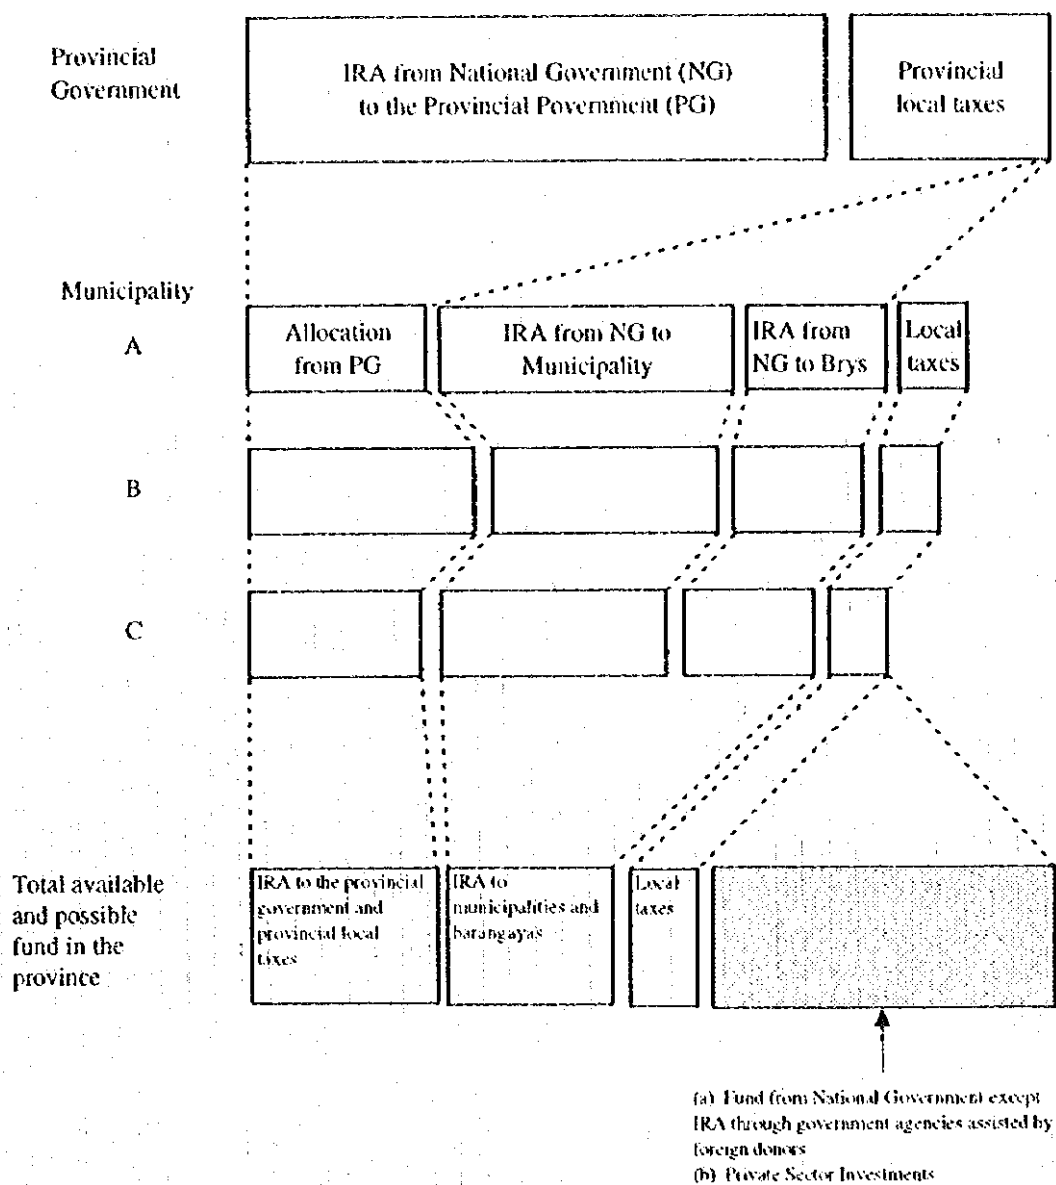 Provincial
Government
IRA from National Government (NG)
to the Provincial Povernment (PG)
Provincial
local taxes
Municipality
A
Allocation
from PG
IRA from NG to
Municipality
IRA from
NG to Brys
Local
taxes
B
C
Total available
and possible
fund in the
province
IRA to the provincial
government and
provincial local
taxes
IRA to
municipalities and
barangayas
Local
taxes
(a) Fund from National Government except
IRA through government agencies assisted by
foreign donors
(b) Private Sector Investments